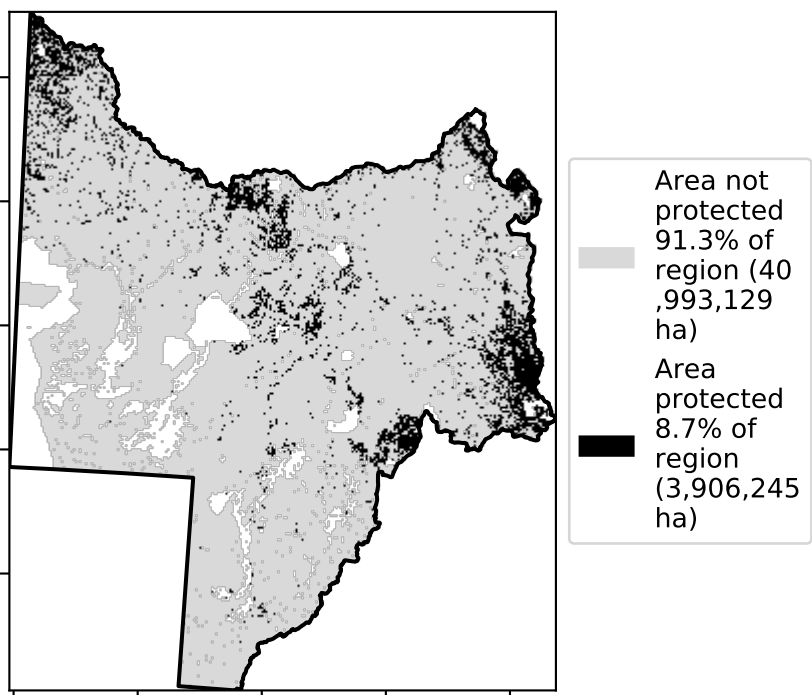 Area not
protected
91.3% of
region (40
,993,129
ha)
Area
protected
8.7% of
region
(3,906,245
ha)